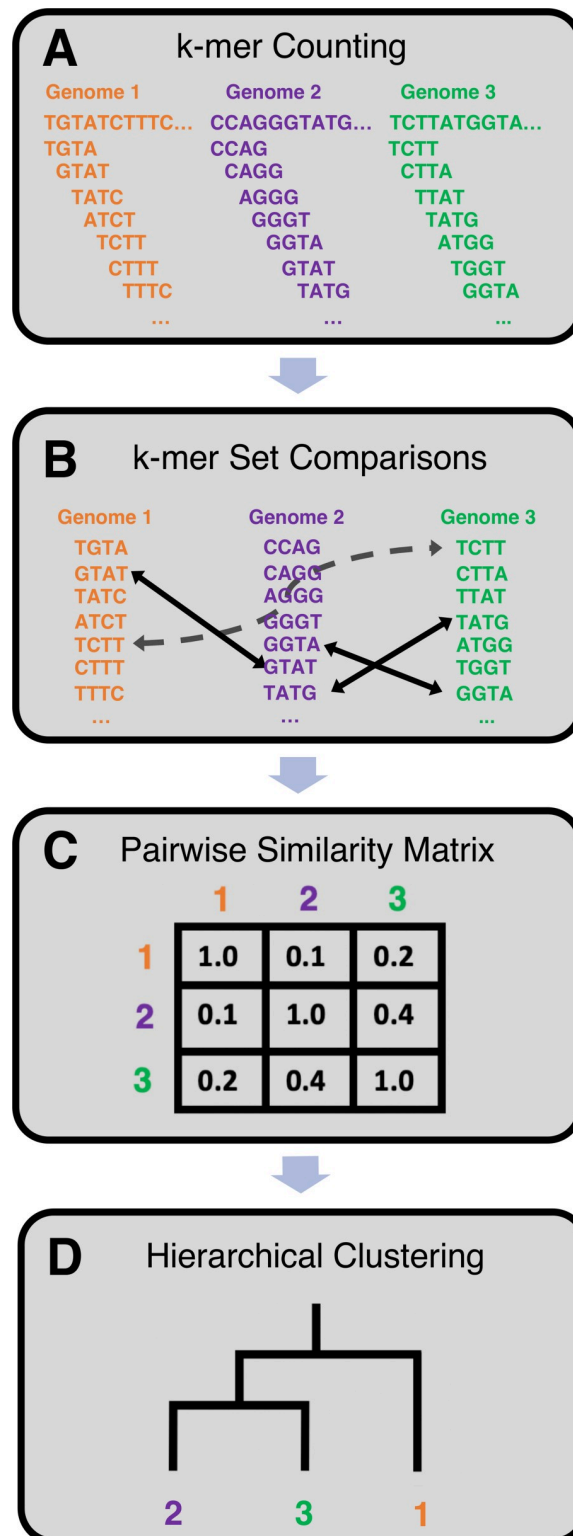 A k-mer Counting
Genome 1 Genome 2 Genome 3
TGTATCTTTC... CCAGGGTATG... TCTTATGGTA...
TGTA CCAG TCTT
GTAT CAGG CTTA
TATC AGGG TTAT
ATCT GGGT TATG
TCTT GGTA ATGG
CTTT GTAT TGGT
TTTC TATG GGTA
... ... ...
B k-mer Set Comparisons
Genome 1 Genome 2 Genome 3
TGTA CCAG TCTT
GTAT CAGG CTTA
TATC AGGG TTAT
ATCT GGGT TATG
TCTT GGTA ATGG
CTTT GTAT TGGT
TTTC TATG GGTA
... ... ...
C Pairwise Similarity Matrix
1 2 3
1 1.0 0.1 0.2
2 0.1 1.0 0.4
3 0.2 0.4 1.0
D Hierarchical Clustering
2 3 1